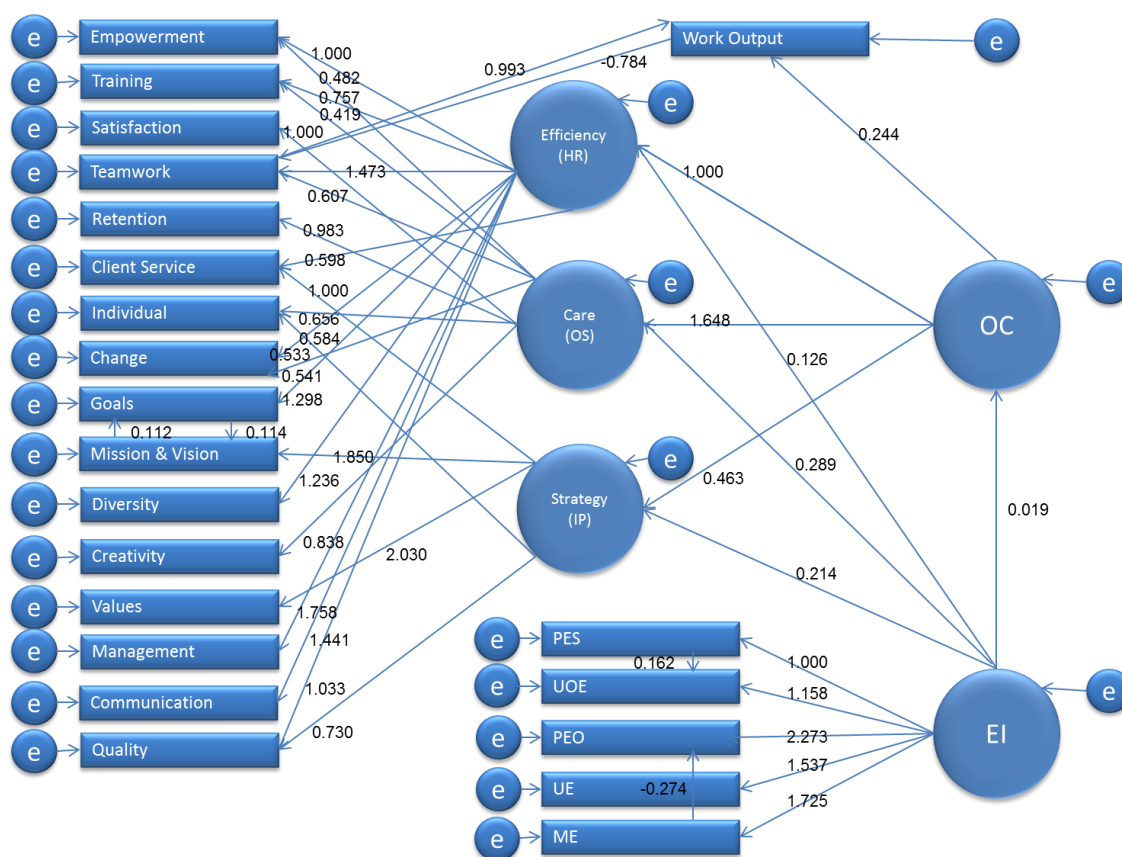 e Empowerment
Work Output e
1.000
0.993 -0.784
e Training
0.482
0.757
0.419
e Satisfaction
1.000
Efficiency
(HR)
e
0.244
e Teamwork
1.473
1.000
0.607
e Retention
0.983
e Client Service
0.598
e
e
1.000
e Individual
0.656
Care
(OS)
1.648
OC
0.584
e Change
0.533
0.541
0.126
e Goals
1.298
0.112 0.114
e Mission & Vision
1.850
e
0.289
0.463
1.236
e Diversity
Strategy
(IP)
0.019
0.838
2.030
e Creativity
0.214
e Values
1.758
1.441
e Management
e PES
0.162
1.000
e UOE
1.158
e
1.033
e Communication
0.730
e Quality
e PEO
2.273
EI
1.537
e UE
-0.274
1.725
e ME